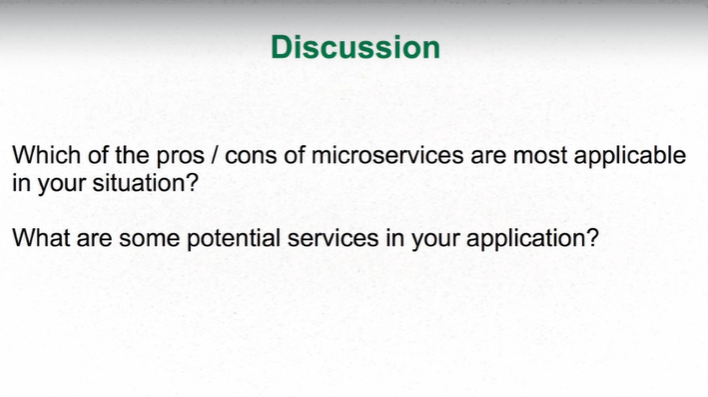 Discussion
Which of the pros / cons of microservices are most applicable
in your situation?
What are some potential services in your application?